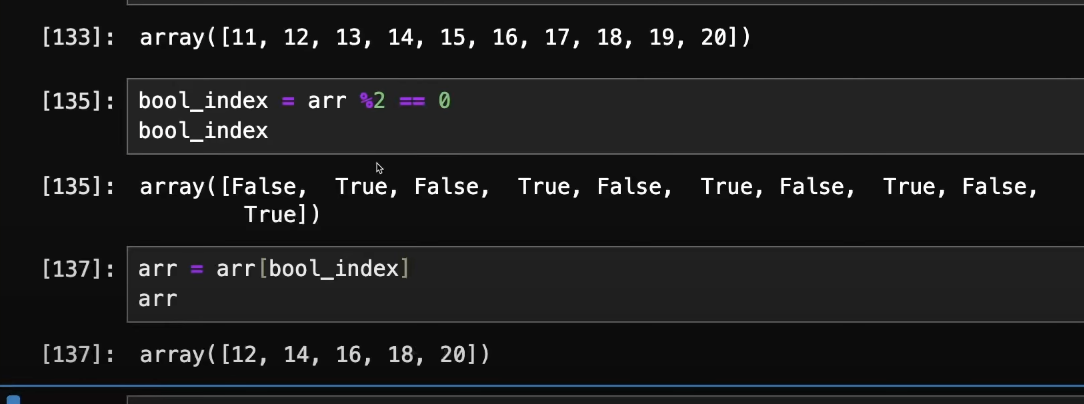 [133]: array([11, 12, 13, 14, 15, 16, 17, 18, 19, 20])
[135]: bool_index = arr %2 == 0
bool_index
[135]: array([False,  True, False,  True, False,  True, False,  True, False,
        True])
[137]: arr = arr[bool_index]
arr
[137]: array([12, 14, 16, 18, 20])